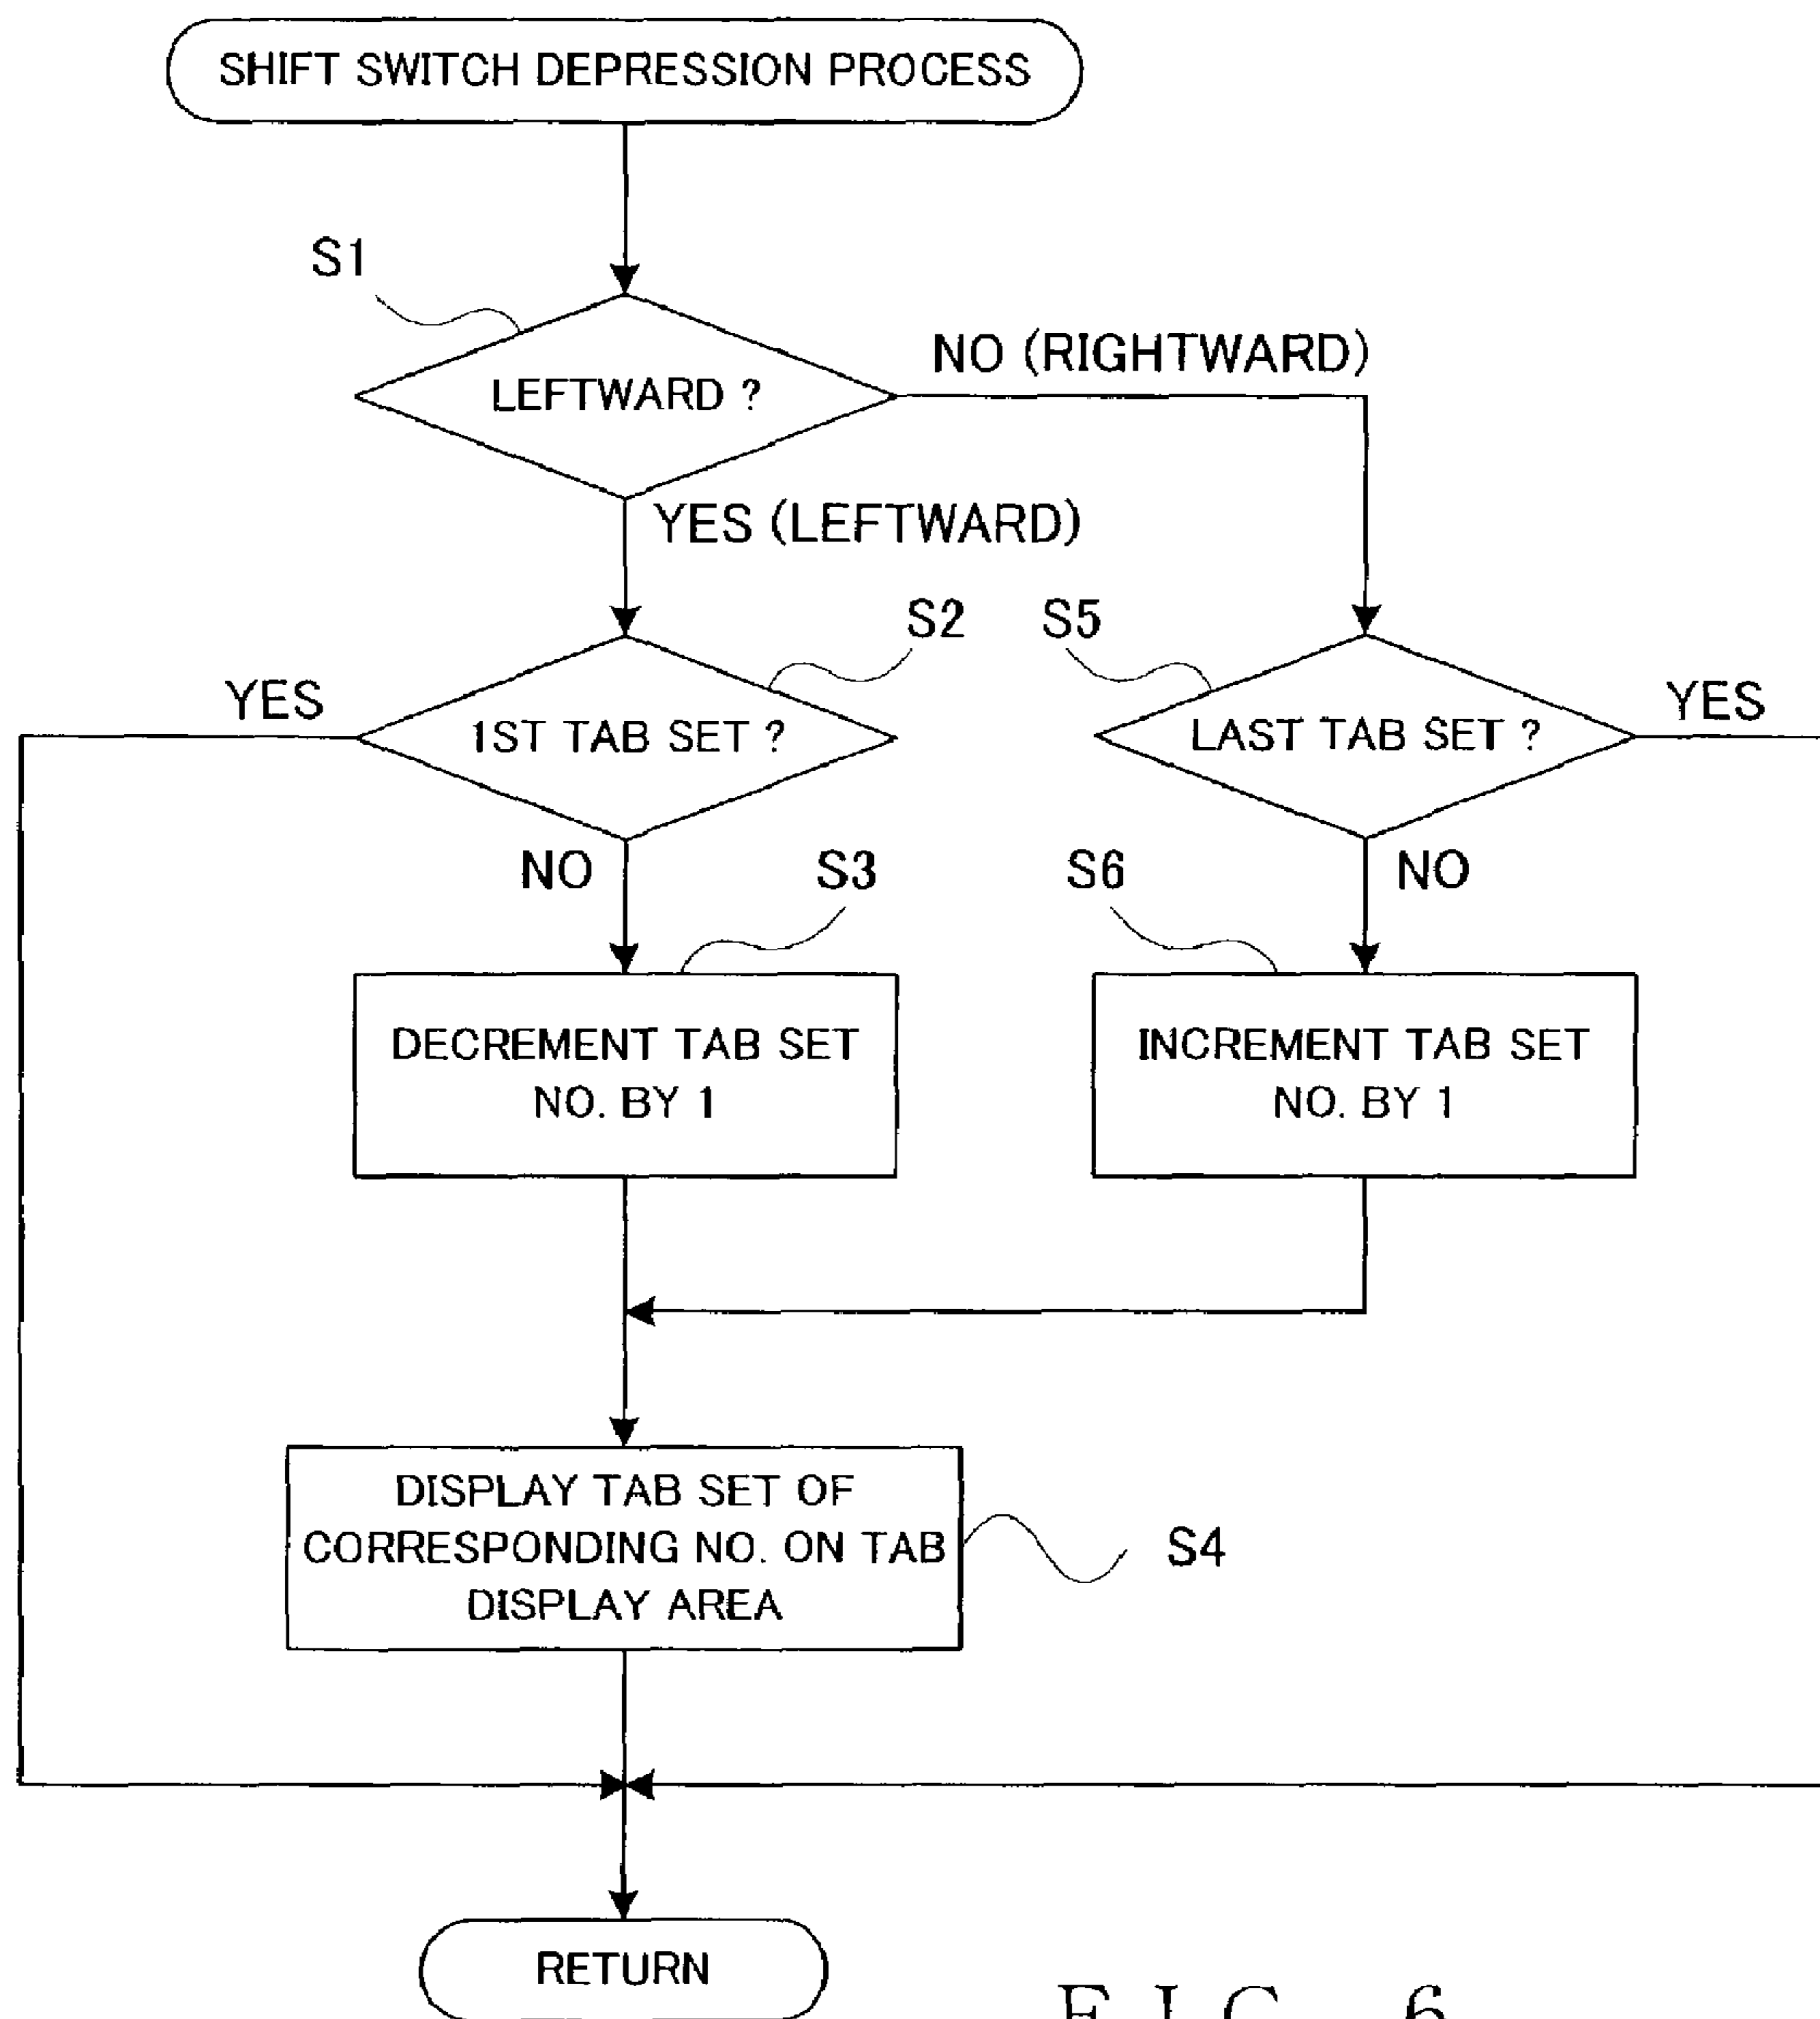 SHIFT SWITCH DEPRESSION PROCESS
S1
LEFTWARD ?
NO (RIGHTWARD)
YES (LEFTWARD)
S2
S5
YES
1ST TAB SET ?
LAST TAB SET ?
YES
NO
S3
S6
NO
DECREMENT TAB SET
NO. BY 1
INCREMENT TAB SET
NO. BY 1
DISPLAY TAB SET OF
CORRESPONDING NO. ON TAB
DISPLAY AREA
S4
RETURN
FIG. 6